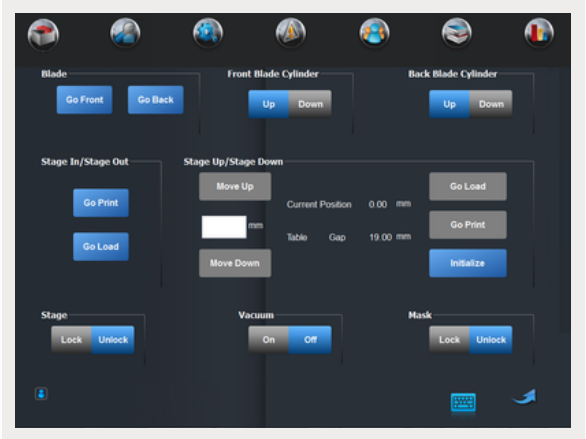 Blade
Front Blade Cylinder
Back Blade Cylinder
Go Front Go Back
Up Down
Up Down
Stage In/Stage Out
Stage Up/Stage Down
Go Print
Go Load
Move Up
mm
Move Down
Current Position 0.00 mm
Table Gap 19.00 mm
Go Load
Go Print
Initialize
Stage
Vacuum
Mask
Lock Unlock
On Off
Lock Unlock